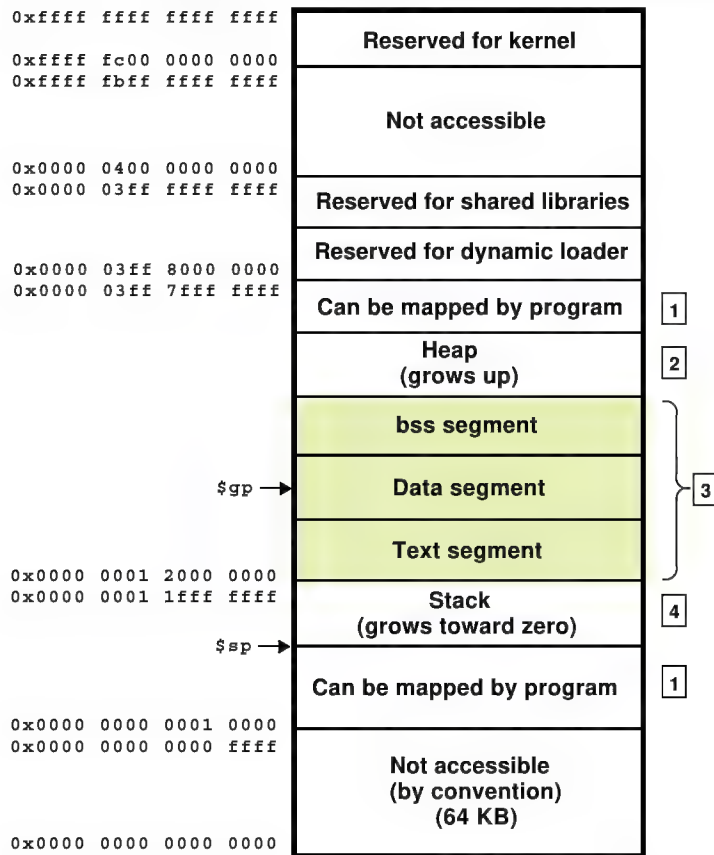 0xffff ffff ffff ffff
Reserved for kernel
0xffff fc00 0000 0000
0xffff fbff ffff ffff
Not accessible
0x0000 0400 0000 0000
0x0000 03ff ffff ffff
Reserved for shared libraries
Reserved for dynamic loader
0x0000 03ff 8000 0000
0x0000 03ff 7fff ffff
Can be mapped by program
1
Heap
(grows up)
2
bss segment
$gp
Data segment
3
Text segment
0x0000 0001 2000 0000
0x0000 0001 1fff ffff
Stack
(grows toward zero)
4
$sp
Can be mapped by program
1
0x0000 0000 0001 0000
0x0000 0000 0000 ffff
Not accessible
(by convention)
(64 KB)
0x0000 0000 0000 0000